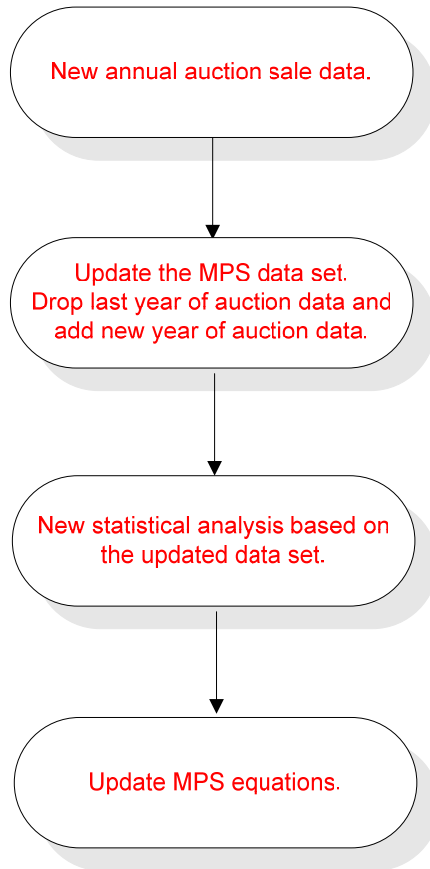 New annual auction sale data.
Update the MPS data set.
Drop last year of auction data and
add new year of auction data.
New statistical analysis based on
the updated data set.
Update MPS equations.